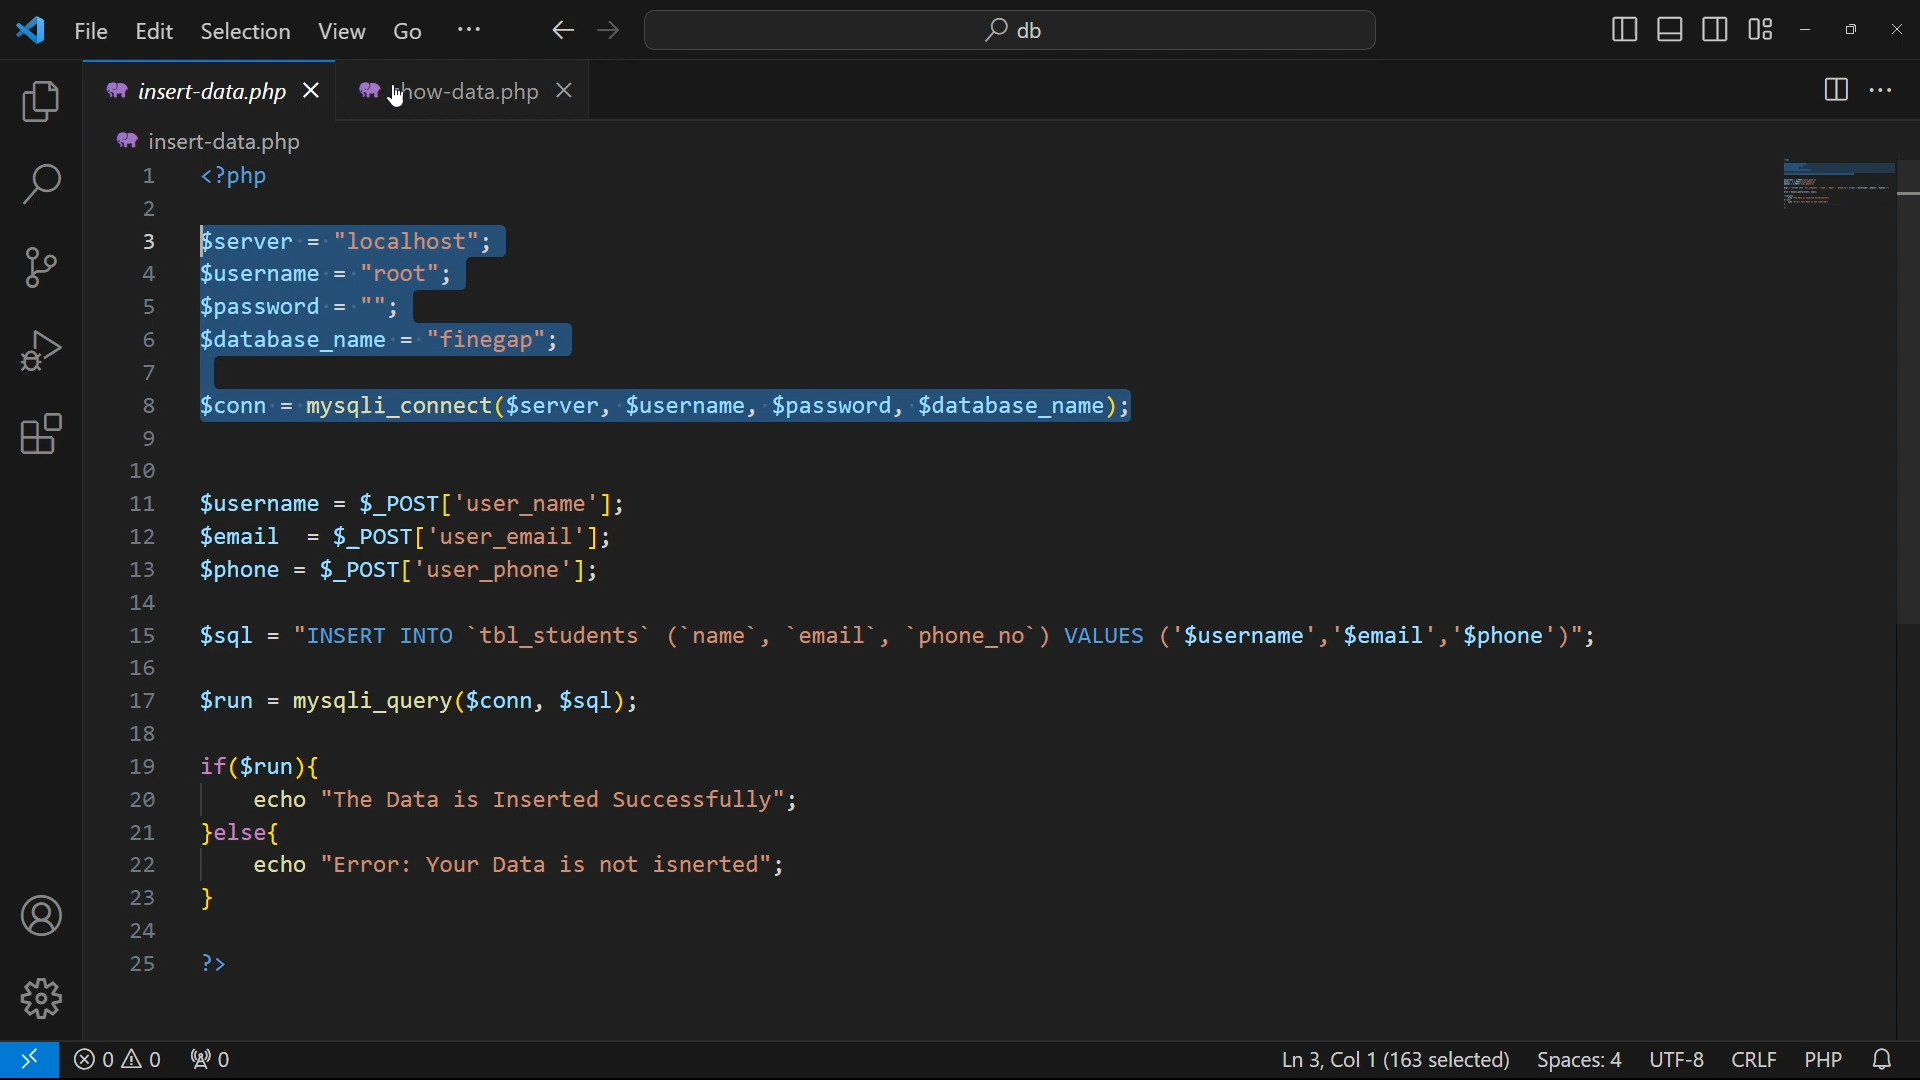 File Edit Selection View Go ··· db
insert-data.php show-data.php
insert-data.php
1 <?php
2
3 $server = "localhost";
4 $username = "root";
5 $password = "";
6 $database_name = "finegap";
7
8 $conn = mysqli_connect($server, $username, $password, $database_name);
9
10
11 $username = $_POST['user_name'];
12 $email  = $_POST['user_email'];
13 $phone = $_POST['user_phone'];
14
15 $sql = "INSERT INTO `tbl_students` (`name`, `email`, `phone_no`) VALUES ('$username','$email','$phone')";
16
17 $run = mysqli_query($conn, $sql);
18
19 if($run){
20     echo "The Data is Inserted Successfully";
21 }else{
22     echo "Error: Your Data is not isnerted";
23 }
24
25 ?>
0 0 0 Ln 3, Col 1 (163 selected) Spaces: 4 UTF-8 CRLF PHP